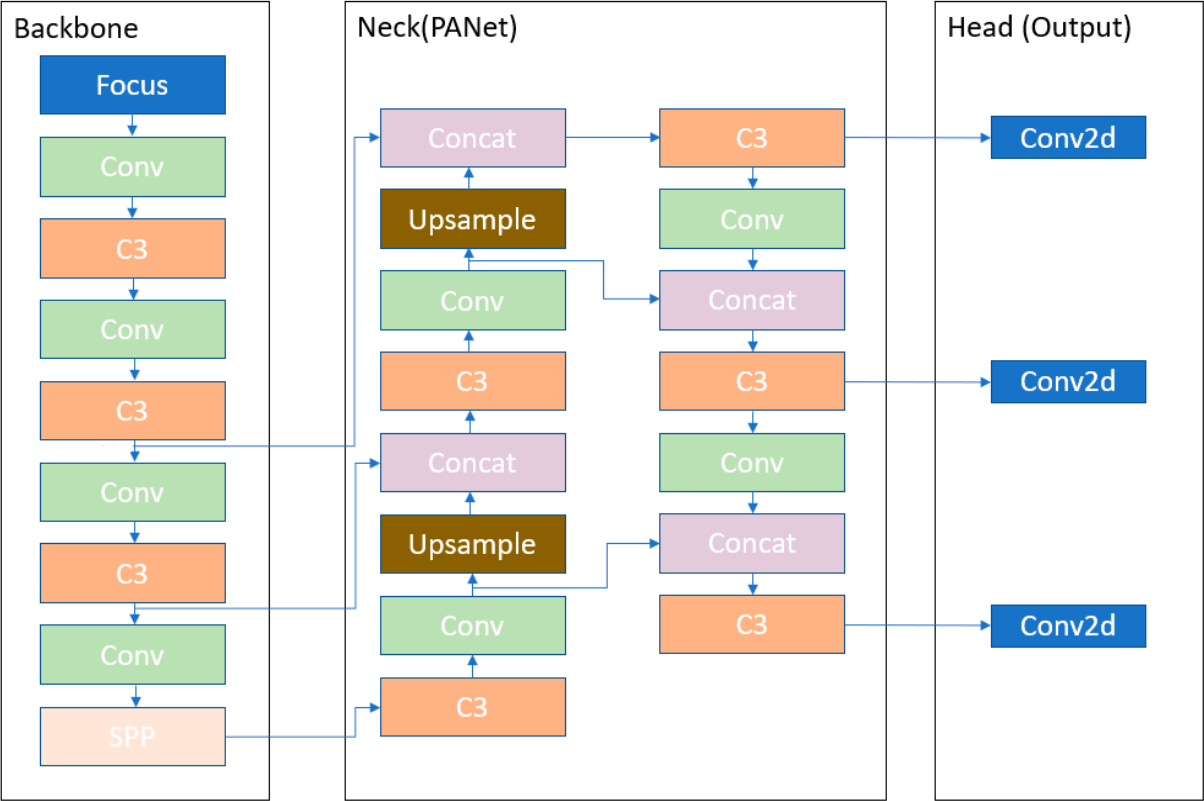 Backbone
Focus
Conv
C3
Conv
C3
Conv
C3
Conv
SPP
Neck(PANet)
Concat
Upsample
Conv
C3
Concat
Upsample
Conv
C3
C3
Conv
Concat
C3
Conv
Concat
C3
Head (Output)
Conv2d
Conv2d
Conv2d